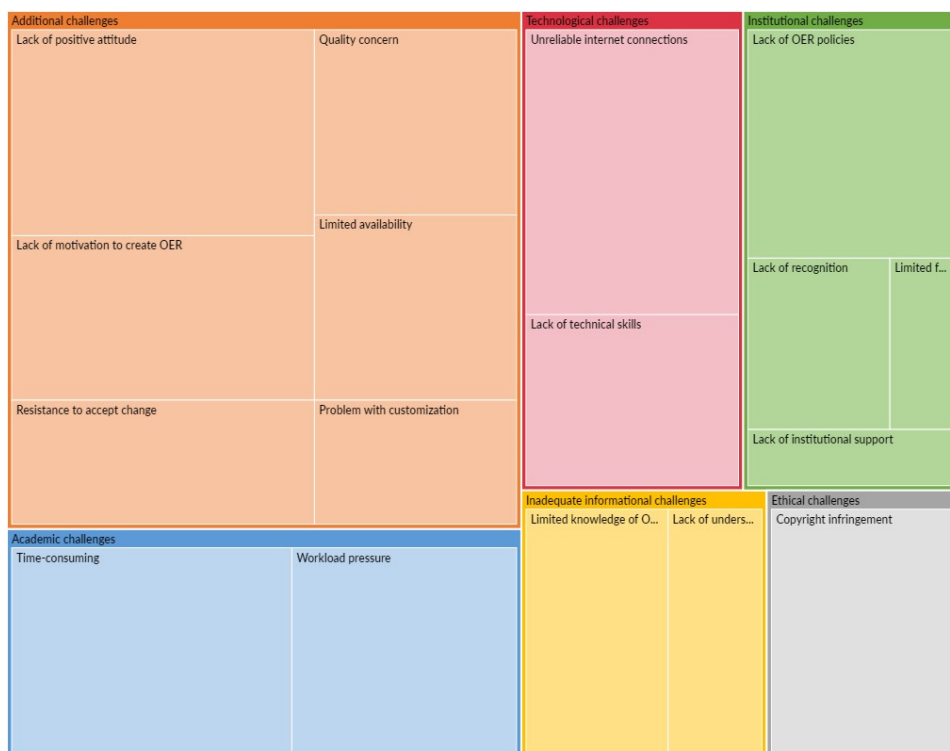 Additional challenges
Lack of positive attitude
Quality concern
Lack of motivation to create OER
Limited availability
Resistance to accept change
Problem with customization
Technological challenges
Unreliable internet connections
Lack of technical skills
Institutional challenges
Lack of OER policies
Lack of recognition
Limited f...
Lack of institutional support
Academic challenges
Time-consuming
Workload pressure
Inadequate informational challenges
Limited knowledge of O...
Lack of unders...
Ethical challenges
Copyright infringement